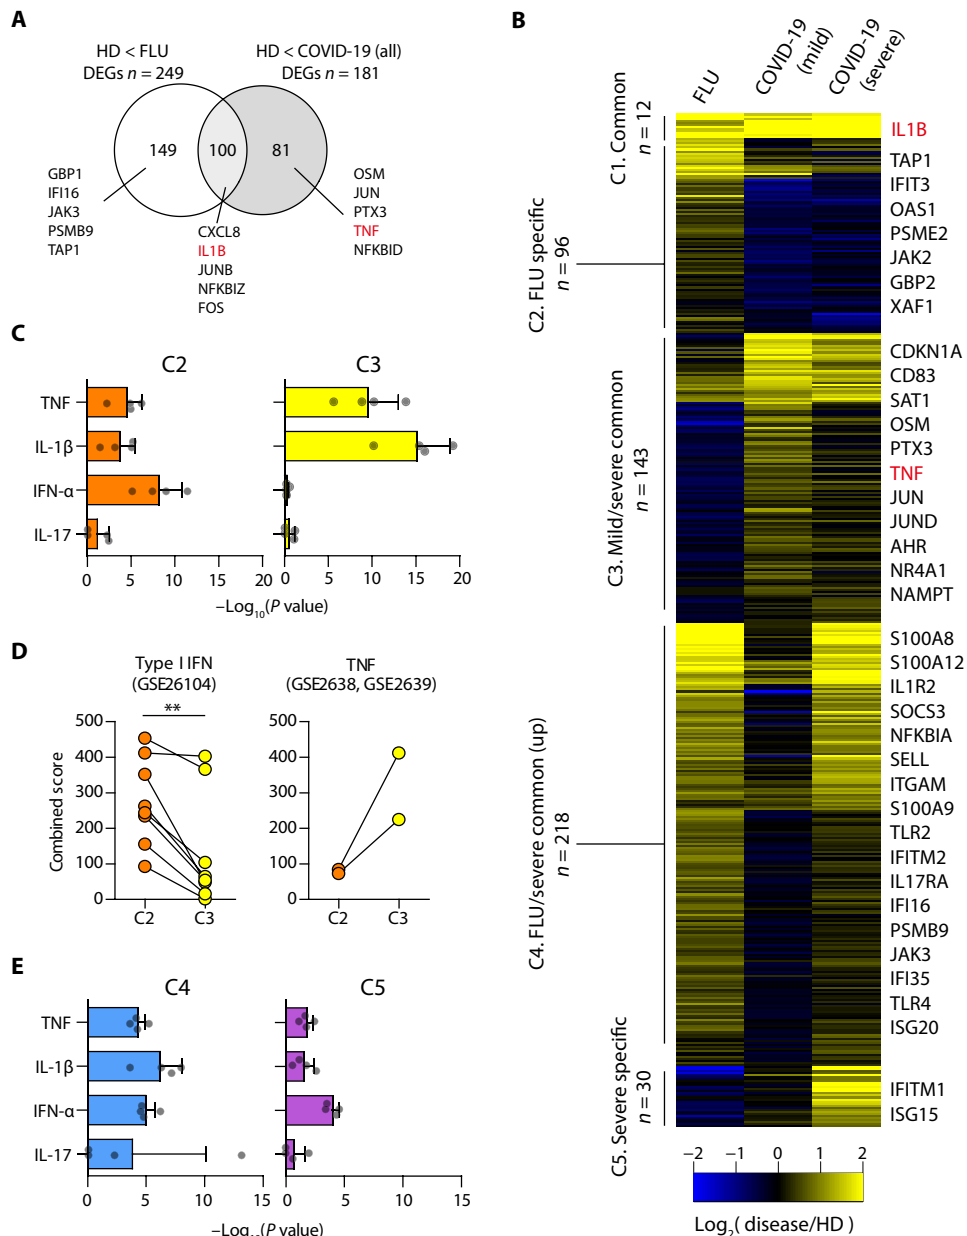 A
HD < FLU
DEGs n = 249
HD < COVID-19 (all)
DEGs n = 181
149
100
81
GBP1
IFI16
JAK3
PSMB9
TAP1
CXCL8
IL1B
JUNB
NFKBIZ
FOS
OSM
JUN
PTX3
TNF
NFKBID
B
FLU
COVID-19
(mild)
COVID-19
(severe)
C1. Common
n = 12
C2. FLU specific
n = 96
C3. Mild/severe common
n = 143
C4. FLU/severe common (up)
n = 218
C5. Severe specific
n = 30
IL1B
TAP1
IFIT3
OAS1
PSME2
JAK2
GBP2
XAF1
CDKN1A
CD83
SAT1
OSM
PTX3
TNF
JUN
JUND
AHR
NR4A1
NAMPT
S100A8
S100A12
IL1R2
SOCS3
NFKBIA
SELL
ITGAM
S100A9
TLR2
IFITM2
IL17RA
IFI16
PSMB9
JAK3
IFI35
TLR4
ISG20
IFITM1
ISG15
−2 −1 0 1 2
Log2( disease/HD )
C
C2
C3
TNF
IL-1β
IFN-α
IL-17
0 5 10 15 20
0 5 10 15 20
−Log10(P value)
D
Type I IFN
(GSE26104)
TNF
(GSE2638, GSE2639)
**
Combined score
500
400
300
200
100
0
C2 C3
500
400
300
200
100
0
C2 C3
E
C4
C5
TNF
IL-1β
IFN-α
IL-17
0 5 10 15
0 5 10 15
−Log10(P value)